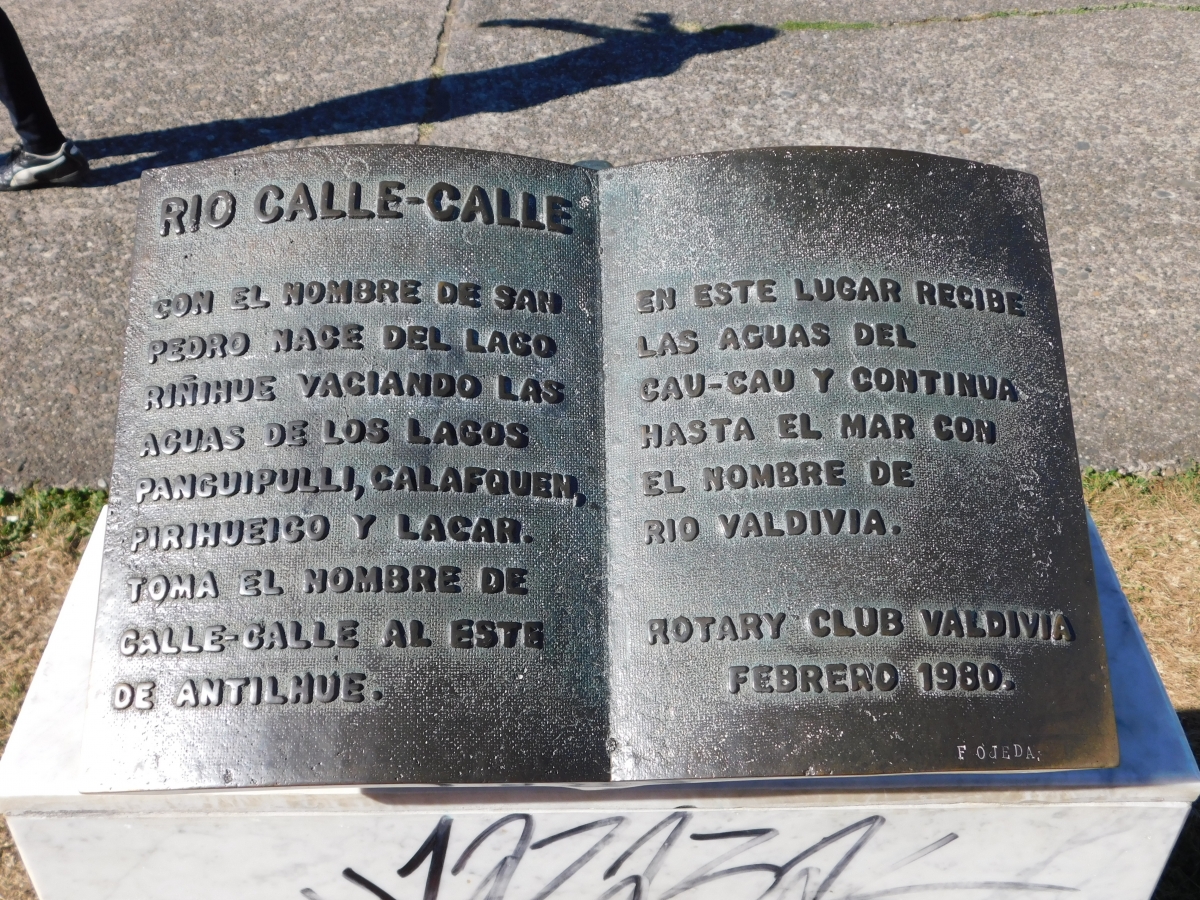 RIO CALLE-CALLE
CON EL NOMBRE DE SAN
PEDRO NACE DEL LAGO
RIÑIHUE VACIANDO LAS
AGUAS DE LOS LAGOS
PANGUIPULLI, CALAFQUEN,
PIRIHUEICO Y LACAR.
TOMA EL NOMBRE DE
CALLE-CALLE AL ESTE
DE ANTILHUE.
EN ESTE LUGAR RECIBE
LAS AGUAS DEL
CAU-CAU Y CONTINUA
HASTA EL MAR CON
EL NOMBRE DE
RIO VALDIVIA.
ROTARY CLUB VALDIVIA
FEBRERO 1980.
F OJEDA.